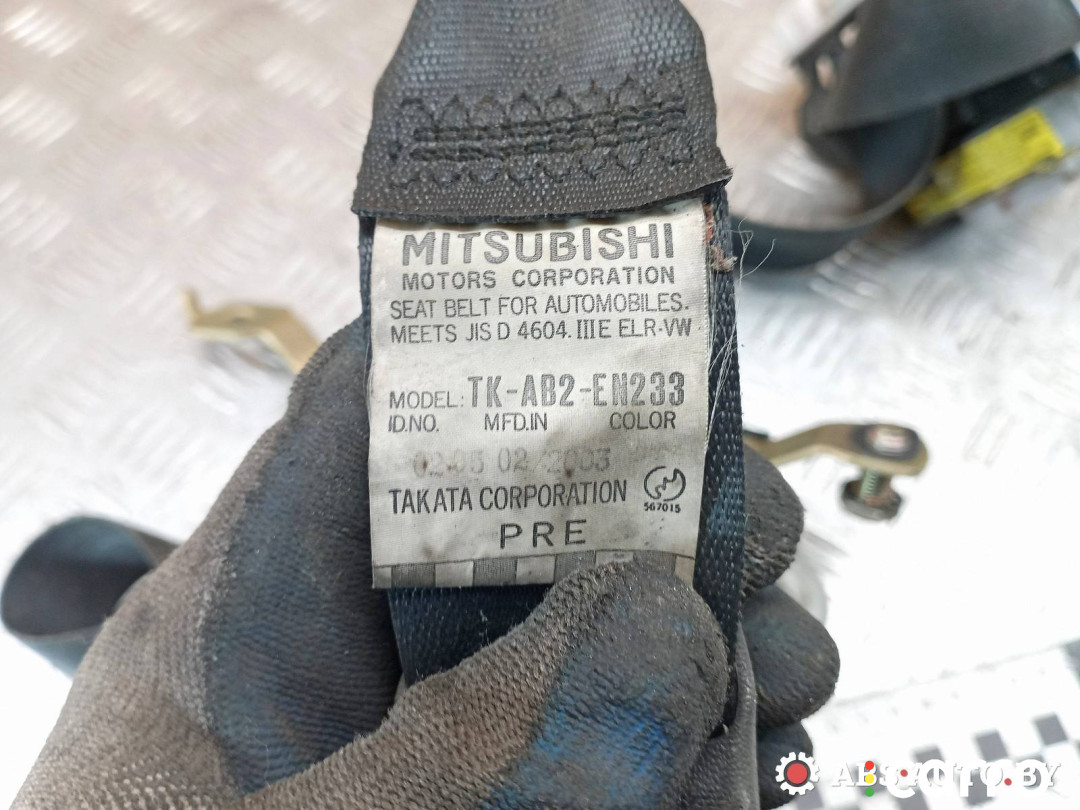 MITSUBISHI
MOTORS CORPORATION
SEAT BELT FOR AUTOMOBILES.
MEETS JIS D 4604. III E ELR-VW
MODEL: TK-AB2-EN233
ID.NO. MFD.IN COLOR
02/2003
TAKATA CORPORATION
567015
PRE